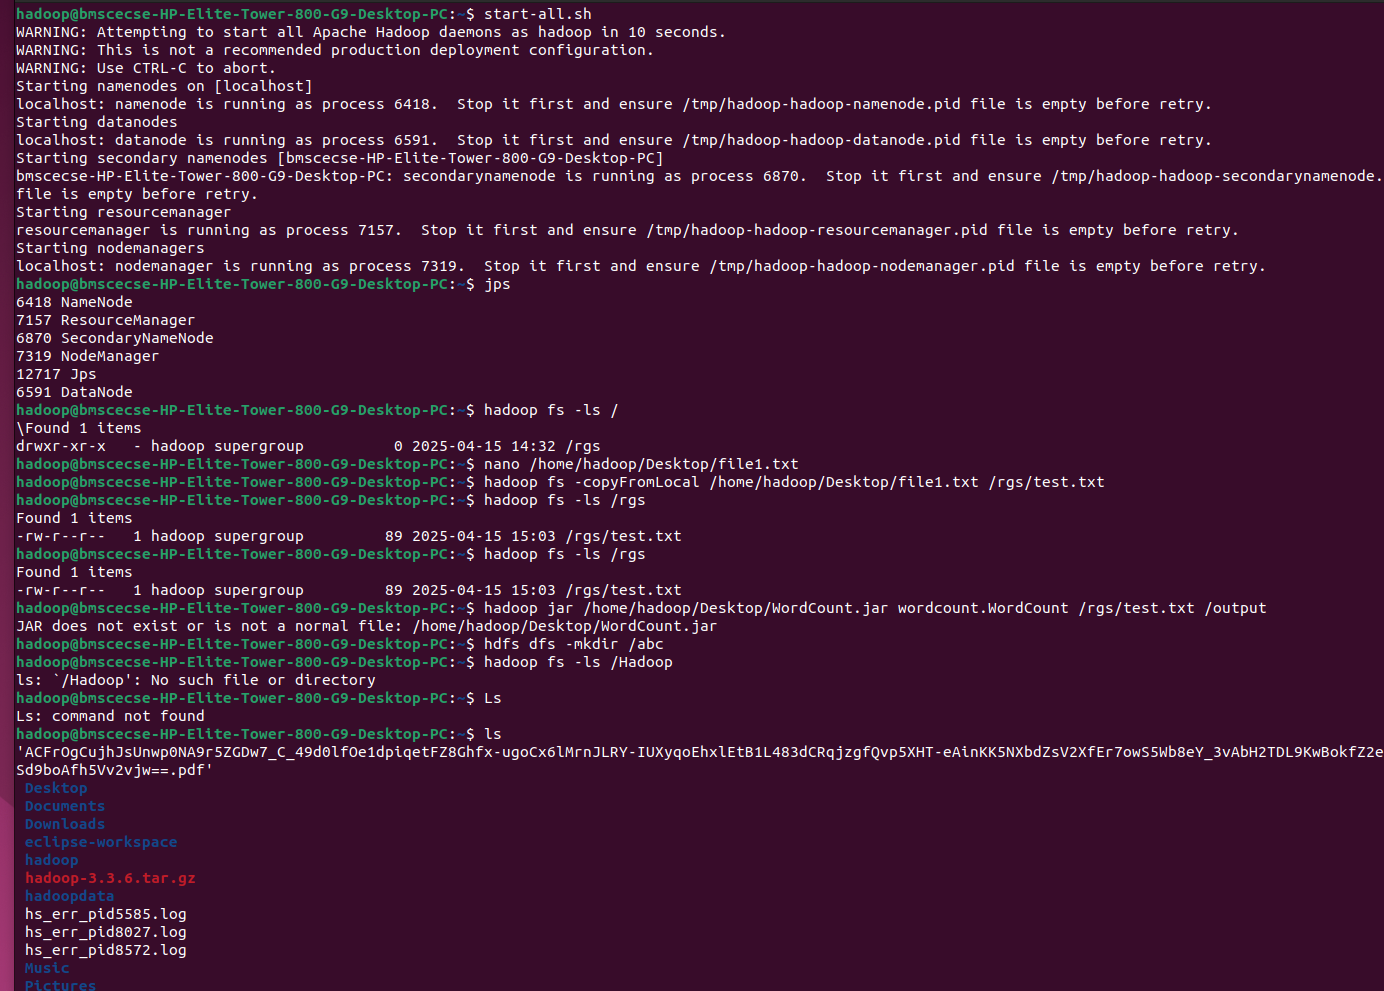 hadoop@bmscecse-HP-Elite-Tower-800-G9-Desktop-PC:~$ start-all.sh
WARNING: Attempting to start all Apache Hadoop daemons as hadoop in 10 seconds.
WARNING: This is not a recommended production deployment configuration.
WARNING: Use CTRL-C to abort.
Starting namenodes on [localhost]
localhost: namenode is running as process 6418.  Stop it first and ensure /tmp/hadoop-hadoop-namenode.pid file is empty before retry.
Starting datanodes
localhost: datanode is running as process 6591.  Stop it first and ensure /tmp/hadoop-hadoop-datanode.pid file is empty before retry.
Starting secondary namenodes [bmscecse-HP-Elite-Tower-800-G9-Desktop-PC]
bmscecse-HP-Elite-Tower-800-G9-Desktop-PC: secondarynamenode is running as process 6870.  Stop it first and ensure /tmp/hadoop-hadoop-secondarynamenode.
file is empty before retry.
Starting resourcemanager
resourcemanager is running as process 7157.  Stop it first and ensure /tmp/hadoop-hadoop-resourcemanager.pid file is empty before retry.
Starting nodemanagers
localhost: nodemanager is running as process 7319.  Stop it first and ensure /tmp/hadoop-hadoop-nodemanager.pid file is empty before retry.
hadoop@bmscecse-HP-Elite-Tower-800-G9-Desktop-PC:~$ jps
6418 NameNode
7157 ResourceManager
6870 SecondaryNameNode
7319 NodeManager
12717 Jps
6591 DataNode
hadoop@bmscecse-HP-Elite-Tower-800-G9-Desktop-PC:~$ hadoop fs -ls /
\Found 1 items
drwxr-xr-x   - hadoop supergroup          0 2025-04-15 14:32 /rgs
hadoop@bmscecse-HP-Elite-Tower-800-G9-Desktop-PC:~$ nano /home/hadoop/Desktop/file1.txt
hadoop@bmscecse-HP-Elite-Tower-800-G9-Desktop-PC:~$ hadoop fs -copyFromLocal /home/hadoop/Desktop/file1.txt /rgs/test.txt
hadoop@bmscecse-HP-Elite-Tower-800-G9-Desktop-PC:~$ hadoop fs -ls /rgs
Found 1 items
-rw-r--r--   1 hadoop supergroup         89 2025-04-15 15:03 /rgs/test.txt
hadoop@bmscecse-HP-Elite-Tower-800-G9-Desktop-PC:~$ hadoop fs -ls /rgs
Found 1 items
-rw-r--r--   1 hadoop supergroup         89 2025-04-15 15:03 /rgs/test.txt
hadoop@bmscecse-HP-Elite-Tower-800-G9-Desktop-PC:~$ hadoop jar /home/hadoop/Desktop/WordCount.jar wordcount.WordCount /rgs/test.txt /output
JAR does not exist or is not a normal file: /home/hadoop/Desktop/WordCount.jar
hadoop@bmscecse-HP-Elite-Tower-800-G9-Desktop-PC:~$ hdfs dfs -mkdir /abc
hadoop@bmscecse-HP-Elite-Tower-800-G9-Desktop-PC:~$ hadoop fs -ls /Hadoop
ls: `/Hadoop': No such file or directory
hadoop@bmscecse-HP-Elite-Tower-800-G9-Desktop-PC:~$ Ls
Ls: command not found
hadoop@bmscecse-HP-Elite-Tower-800-G9-Desktop-PC:~$ ls
'ACFrOgCujhJsUnwp0NA9r5ZGDw7_C_49d0lfOe1dpiqetFZ8Ghfx-ugoCx6lMrnJLRY-IUXyqoEhxlEtB1L483dCRqjzgfQvp5XHT-eAinKK5NXbdZsV2XfEr7owS5Wb8eY_3vAbH2TDL9KwBokfZ2e
Sd9boAfh5Vv2vjw==.pdf'
Desktop
Documents
Downloads
eclipse-workspace
hadoop
hadoop-3.3.6.tar.gz
hadoopdata
hs_err_pid5585.log
hs_err_pid8027.log
hs_err_pid8572.log
Music
Pictures